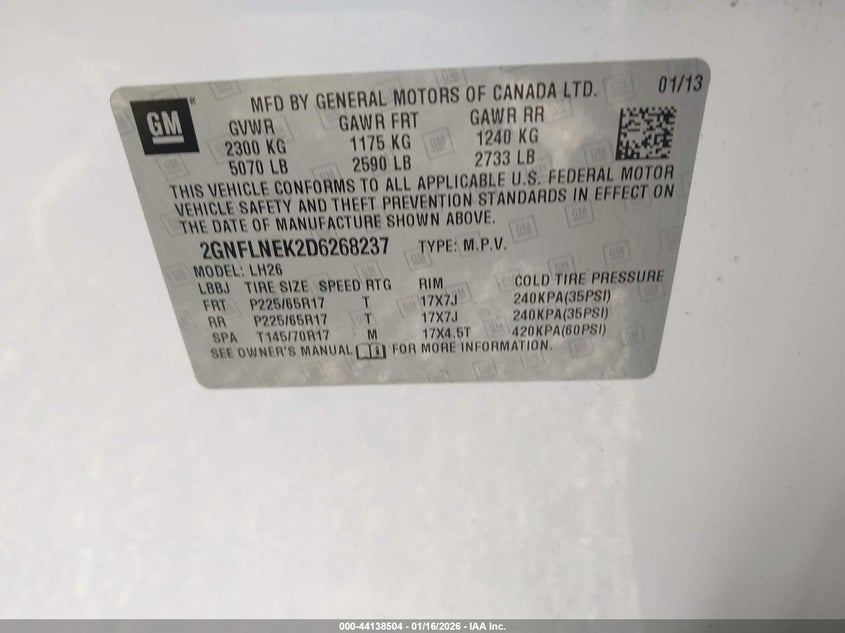 GM
MFD BY GENERAL MOTORS OF CANADA LTD. 01/13
GVWR GAWR FRT GAWR RR
2300 KG 1175 KG 1240 KG
5070 LB 2590 LB 2733 LB
THIS VEHICLE CONFORMS TO ALL APPLICABLE U.S. FEDERAL MOTOR
VEHICLE SAFETY AND THEFT PREVENTION STANDARDS IN EFFECT ON
THE DATE OF MANUFACTURE SHOWN ABOVE.
2GNFLNEK2D6268237 TYPE: M.P.V.
MODEL: LH26
LBBJ TIRE SIZE SPEED RTG RIM COLD TIRE PRESSURE
FRT P225/65R17 T 17X7J 240KPA(35PSI)
RR P225/65R17 T 17X7J 240KPA(35PSI)
SPA T145/70R17 M 17X4.5T 420KPA(60PSI)
SEE OWNER'S MANUAL FOR MORE INFORMATION.
000-44138504 - 01/16/2026 - IAA Inc.